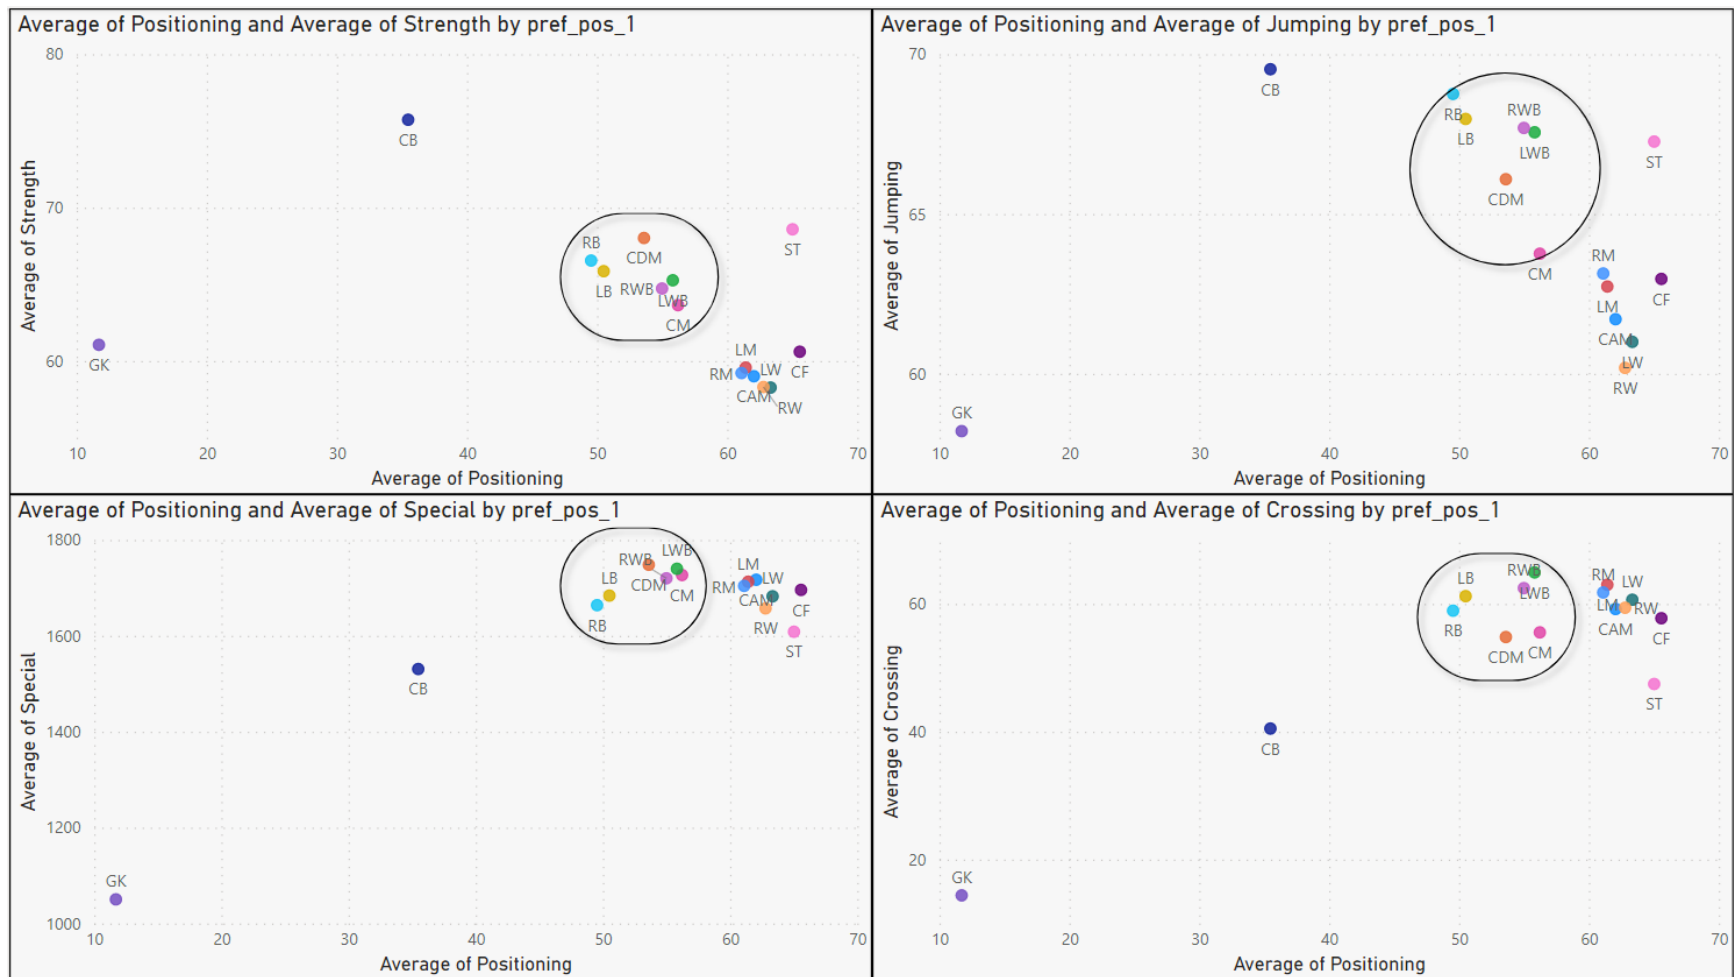 Average of Positioning and Average of Strength by pref_pos_1
80
CB
70
Average of Strength
RB
CDM
ST
LB
RWB
LWB
CM
60
GK
LM
RM
LW
CF
CAM
RW
10 20 30 40 50 60 70
Average of Positioning
Average of Positioning and Average of Jumping by pref_pos_1
70
CB
RB
RWB
LB
LWB
ST
CDM
Average of Jumping
65
CM
RM
LM
CF
CAM
LW
60
RW
GK
10 20 30 40 50 60 70
Average of Positioning
Average of Positioning and Average of Special by pref_pos_1
1800
RWB
LWB
LB
CDM
CM
LM
LW
RM
CAM
CF
RB
RW
1600
ST
CB
Average of Special
1400
1200
GK
1000
10 20 30 40 50 60 70
Average of Positioning
Average of Positioning and Average of Crossing by pref_pos_1
LB
RWB
RM
LW
60
LWB
LM
RW
RB
CAM
CF
CDM
CM
ST
Average of Crossing
40
CB
20
GK
10 20 30 40 50 60 70
Average of Positioning